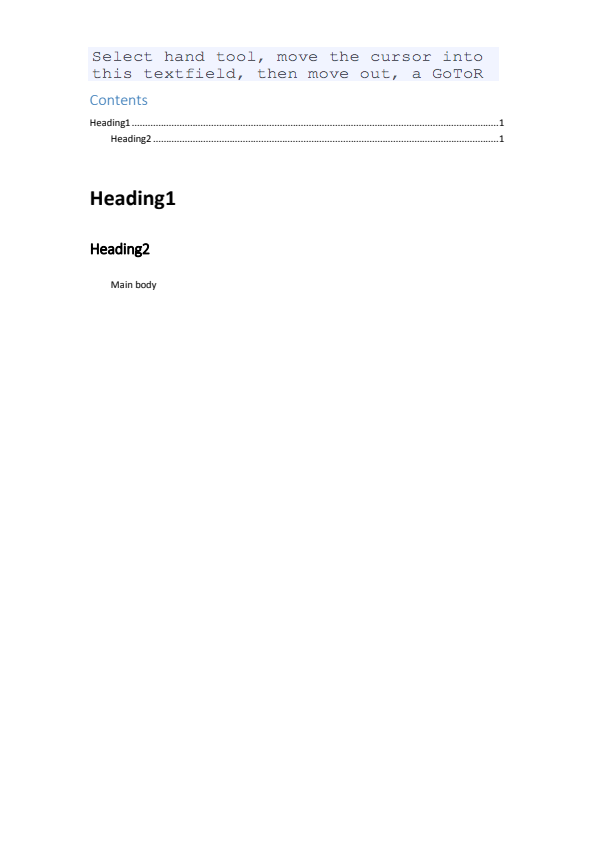 Select hand tool, move the cursor into
this textfield, then move out, a GoToR
Contents
Heading1.......................................................................................................................................1
Heading2................................................................................................................................1
Heading1
Heading2
Main body